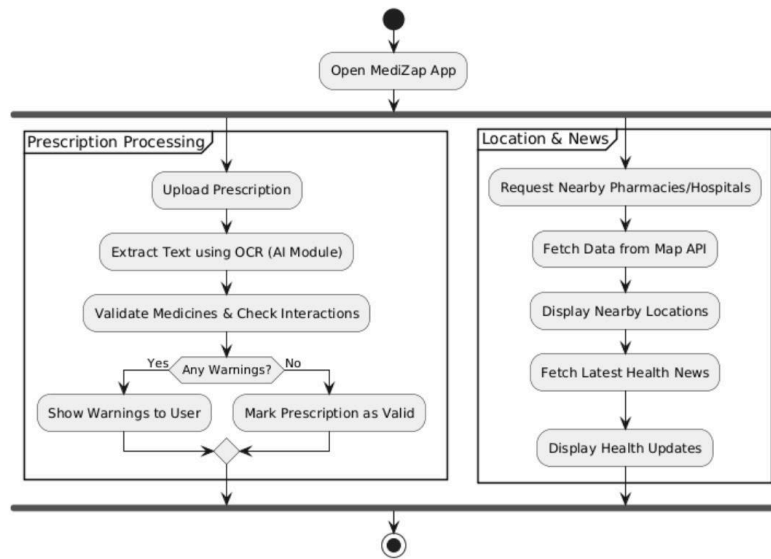 Open MediZap App
Prescription Processing
Upload Prescription
Extract Text using OCR (AI Module)
Validate Medicines & Check Interactions
Yes
Any Warnings?
No
Show Warnings to User
Mark Prescription as Valid
Location & News
Request Nearby Pharmacies/Hospitals
Fetch Data from Map API
Display Nearby Locations
Fetch Latest Health News
Display Health Updates